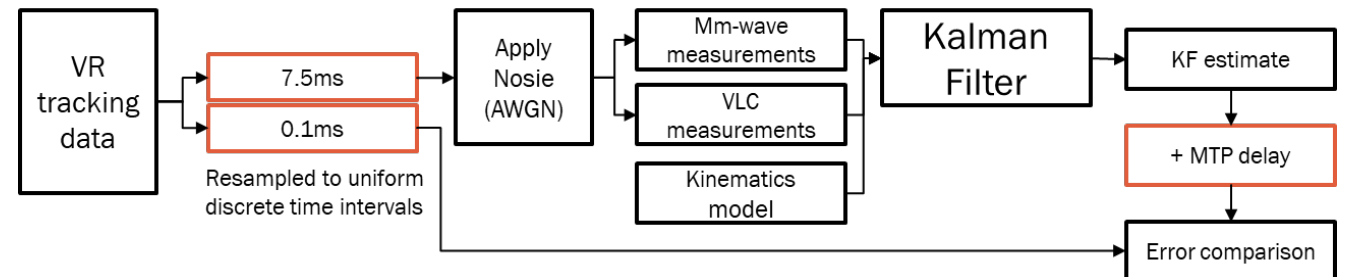 VR
tracking
data
7.5ms
0.1ms
Resampled to uniform
discrete time intervals
Apply
Nosie
(AWGN)
Mm-wave
measurements
VLC
measurements
Kinematics
model
Kalman
Filter
KF estimate
+ MTP delay
Error comparison